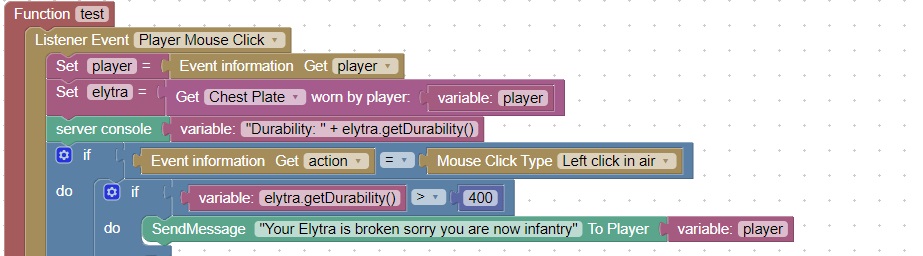 Function test
Listener Event Player Mouse Click
Set player = Event information Get player
Set elytra = Get Chest Plate worn by player: variable: player
server console variable: "Durability: " + elytra.getDurability()
if Event information Get action = Mouse Click Type Left click in air
do if variable: elytra.getDurability() > 400
do SendMessage "Your Elytra is broken sorry you are now infantry" To Player variable: player